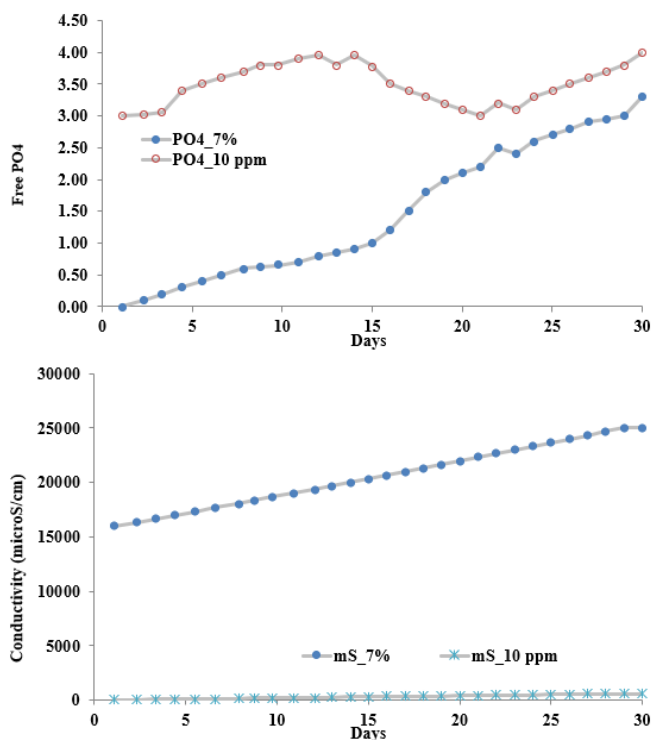 4.50
4.00
3.50
3.00
2.50
2.00
1.50
1.00
0.50
0.00
Free PO4
PO4_7%
PO4_10 ppm
0 5 10 15 20 25 30
Days
30000
25000
20000
15000
10000
5000
0
Conductivity (microS/cm)
mS_7% mS_10 ppm
0 5 10 15 20 25 30
Days